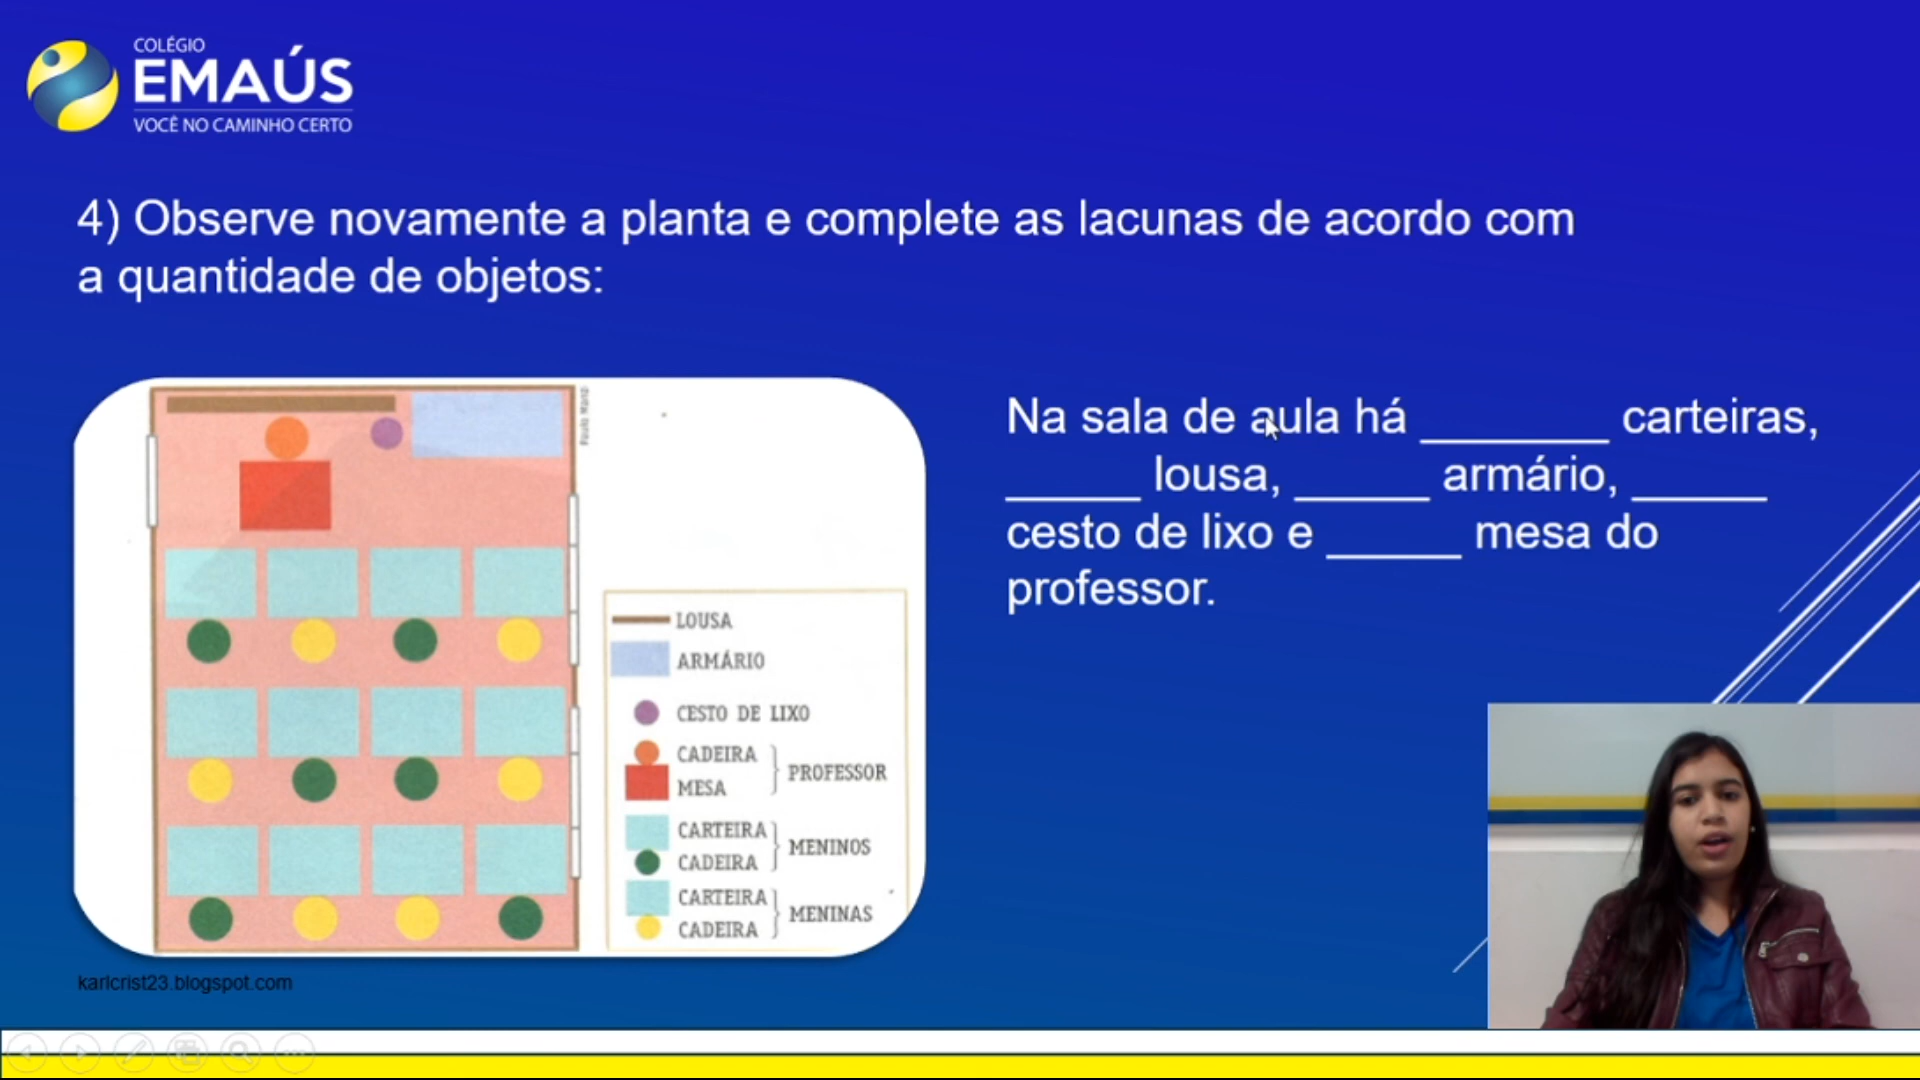 COLÉGIO
EMAÚS
VOCÊ NO CAMINHO CERTO
4) Observe novamente a planta e complete as lacunas de acordo com
a quantidade de objetos:
Na sala de aula há ________ carteiras,
______ lousa, ______ armário, ______
cesto de lixo e ______ mesa do
professor.
LOUSA
ARMÁRIO
CESTO DE LIXO
CADEIRA
MESA
PROFESSOR
CARTEIRA
CADEIRA
MENINOS
CARTEIRA
CADEIRA
MENINAS
karlcrist23.blogspot.com